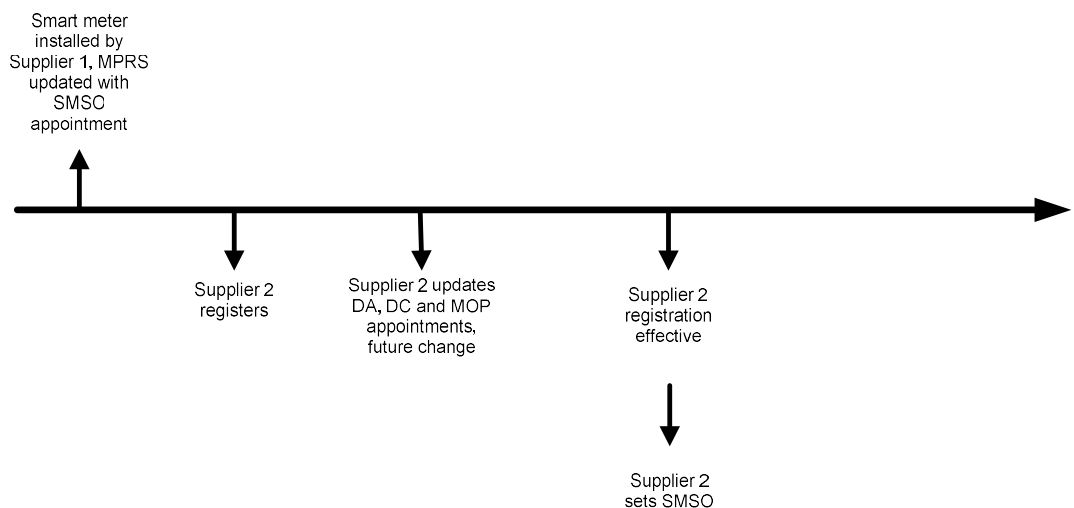 Smart meter
installed by
Supplier 1, MPRS
updated with
SMSO
appointment
Supplier 2
registers
Supplier 2 updates
DA, DC and MOP
appointments,
future change
Supplier 2
registration
effective
Supplier 2
sets SMSO